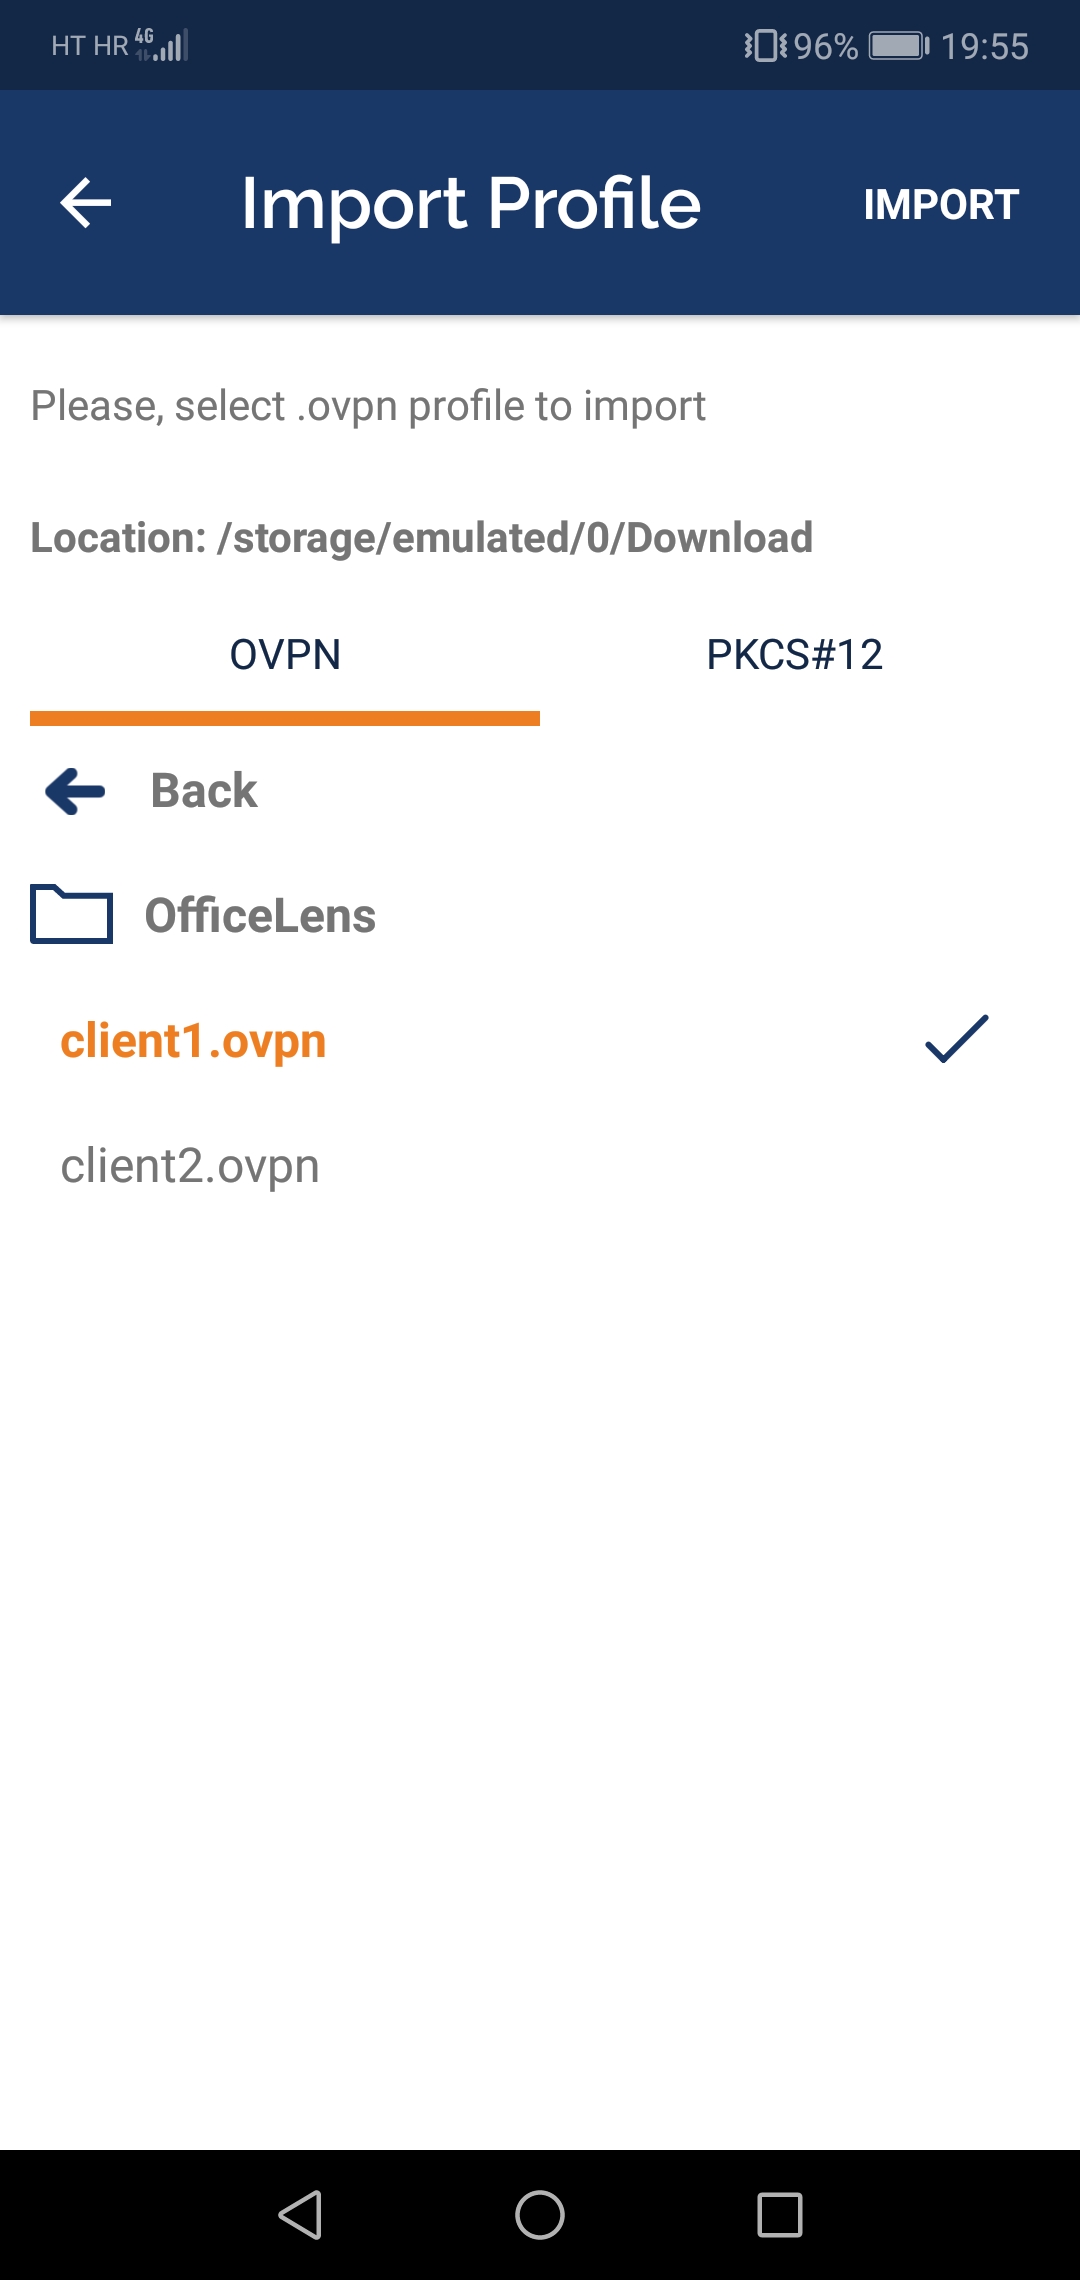 HT HR 4G 96% 19:55
Import Profile IMPORT
Please, select .ovpn profile to import
Location: /storage/emulated/0/Download
OVPN PKCS#12
Back
OfficeLens
client1.ovpn
client2.ovpn